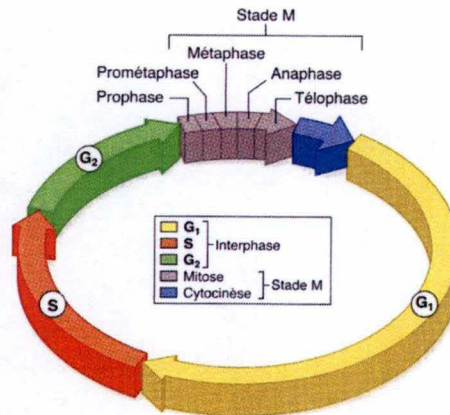 Stade M
Métaphase
Prométaphase
Anaphase
Prophase
Télophase
G₂
G₁
S
G₂
Interphase
Mitose
Cytocinèse
Stade M
S
G₁